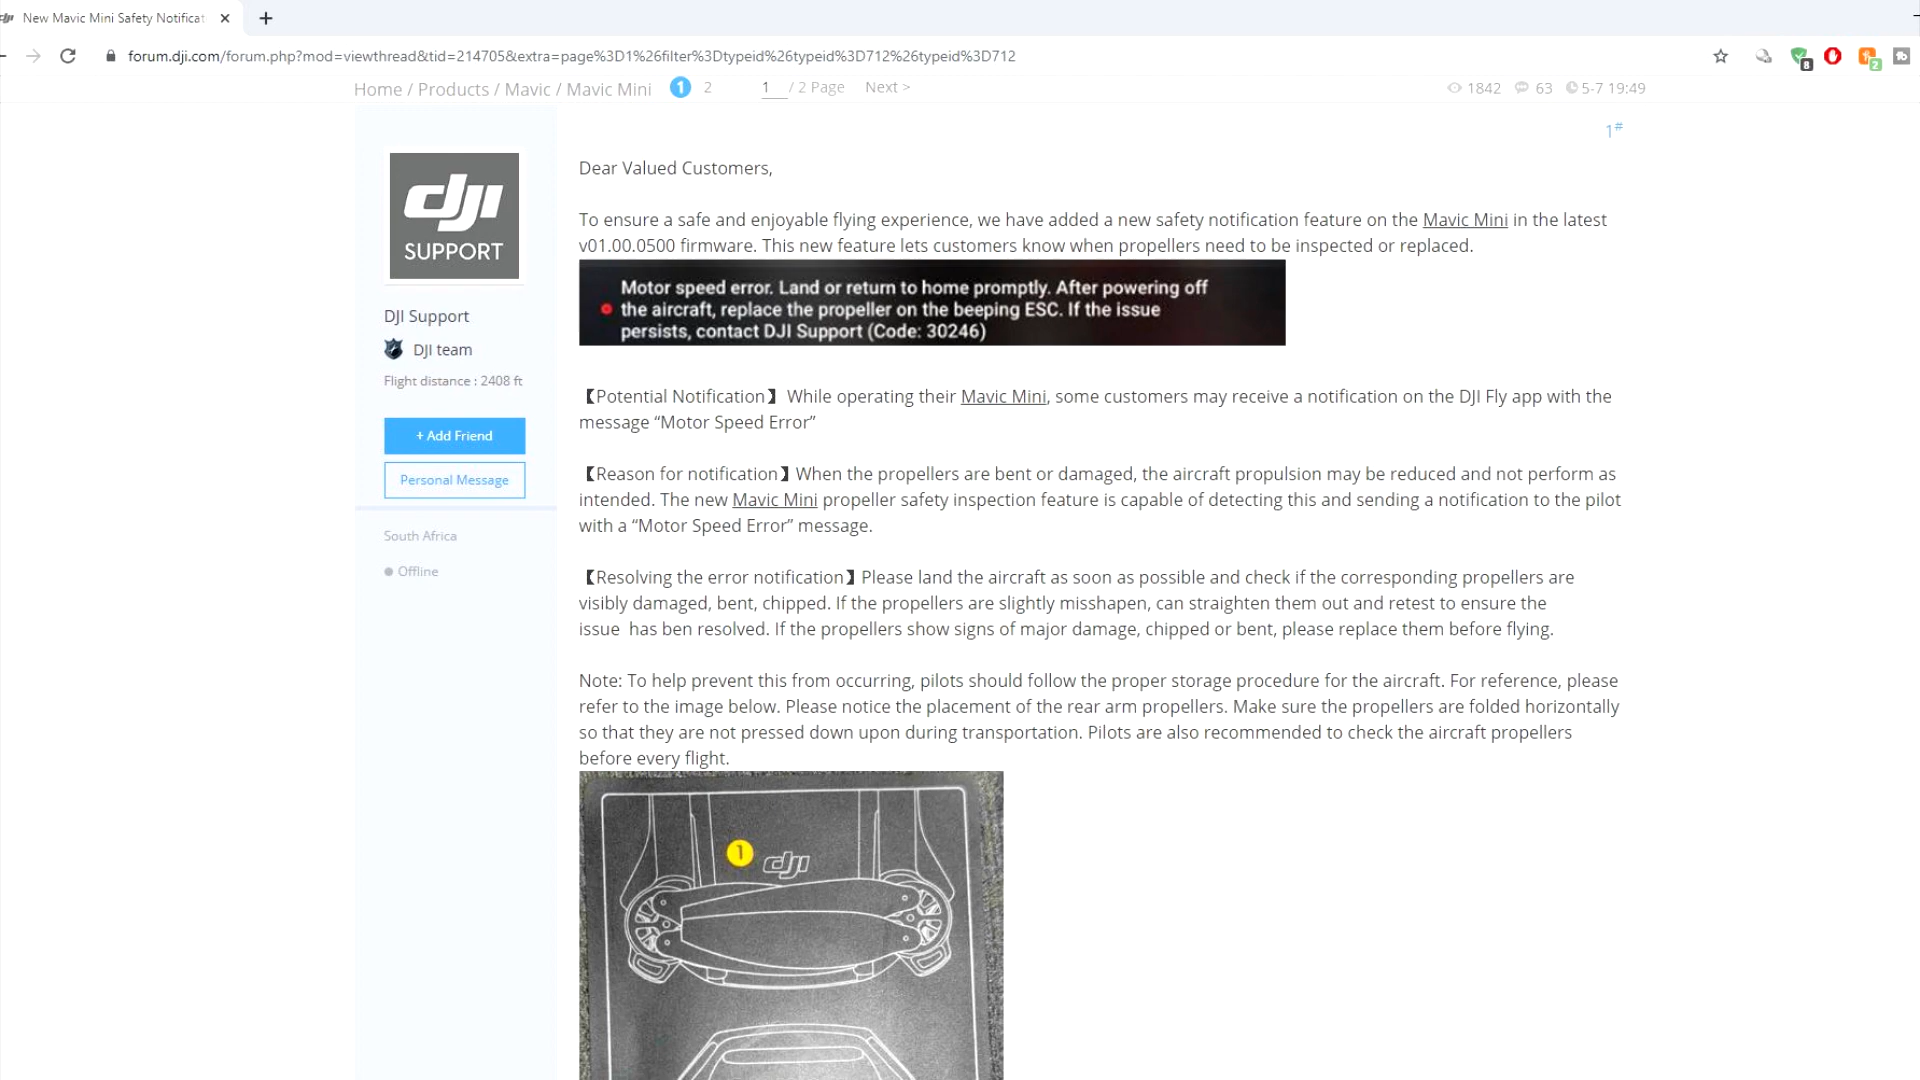 New Mavic Mini Safety Notificat
forum.dji.com/forum.php?mod=viewthread&tid=214705&extra=page%3D1%26filter%3Dtypeid%26typeid%3D712%26typeid%3D712
8
2
Home / Products / Mavic / Mavic Mini 1 2 1 / 2 Page Next > 1842 63 5-7 19:49
1#
dji
SUPPORT
DJI Support
DJI team
Flight distance : 2408 ft
+ Add Friend
Personal Message
South Africa
Offline
Dear Valued Customers,
To ensure a safe and enjoyable flying experience, we have added a new safety notification feature on the Mavic Mini in the latest
v01.00.0500 firmware. This new feature lets customers know when propellers need to be inspected or replaced.
Motor speed error. Land or return to home promptly. After powering off
the aircraft, replace the propeller on the beeping ESC. If the issue
persists, contact DJI Support (Code: 30246)
【Potential Notification】 While operating their Mavic Mini, some customers may receive a notification on the DJI Fly app with the
message “Motor Speed Error”
【Reason for notification】When the propellers are bent or damaged, the aircraft propulsion may be reduced and not perform as
intended. The new Mavic Mini propeller safety inspection feature is capable of detecting this and sending a notification to the pilot
with a “Motor Speed Error” message.
【Resolving the error notification】Please land the aircraft as soon as possible and check if the corresponding propellers are
visibly damaged, bent, chipped. If the propellers are slightly misshapen, can straighten them out and retest to ensure the
issue  has ben resolved. If the propellers show signs of major damage, chipped or bent, please replace them before flying.
Note: To help prevent this from occurring, pilots should follow the proper storage procedure for the aircraft. For reference, please
refer to the image below. Please notice the placement of the rear arm propellers. Make sure the propellers are folded horizontally
so that they are not pressed down upon during transportation. Pilots are also recommended to check the aircraft propellers
before every flight.
1 dji